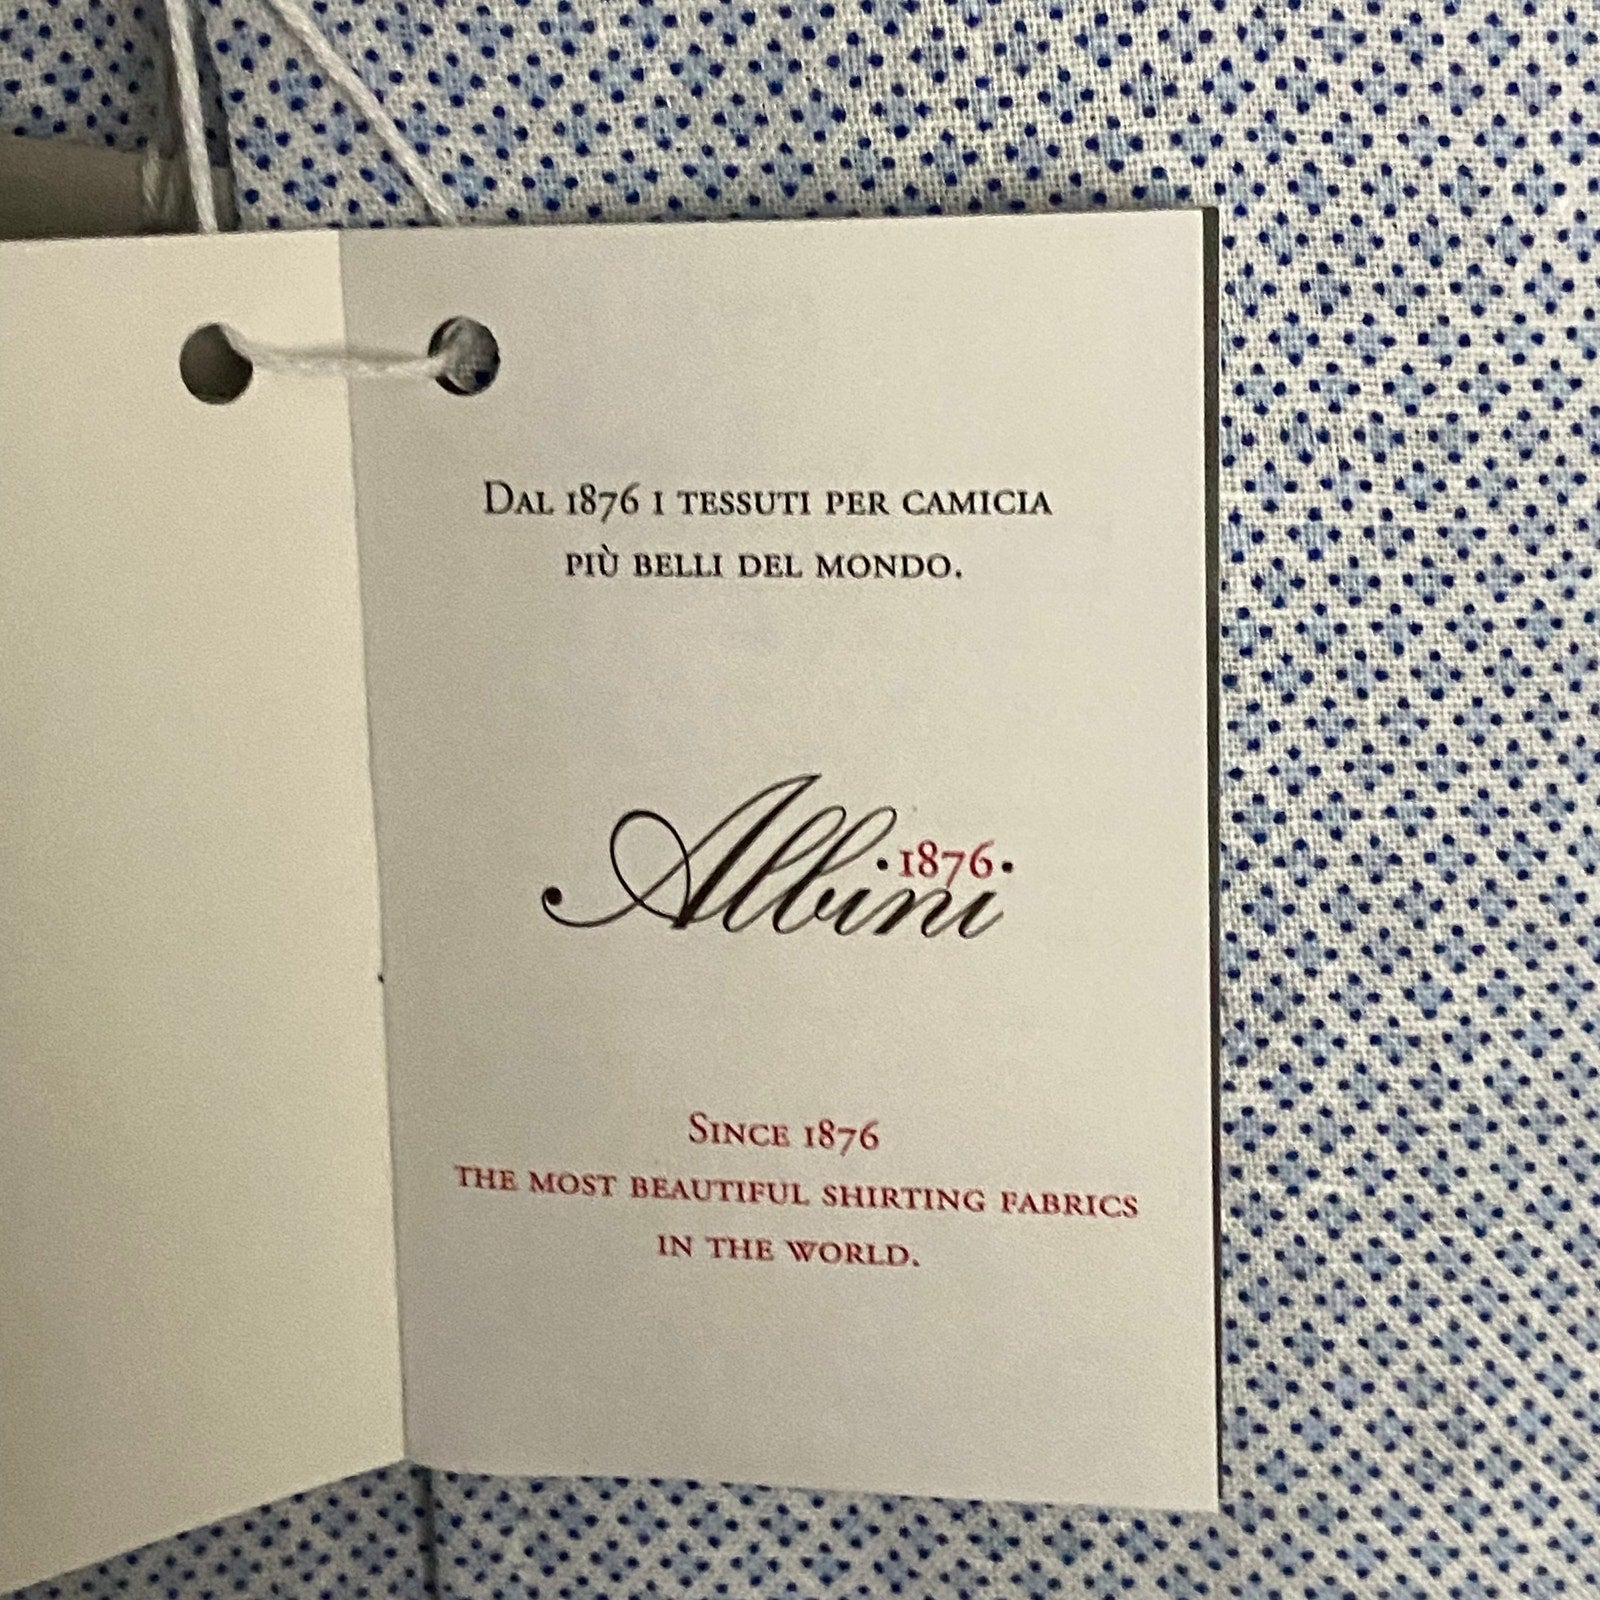 Dal 1876 i tessuti per camicia
più belli del mondo.
Albini
·1876·
Since 1876
the most beautiful shirting fabrics
in the world.